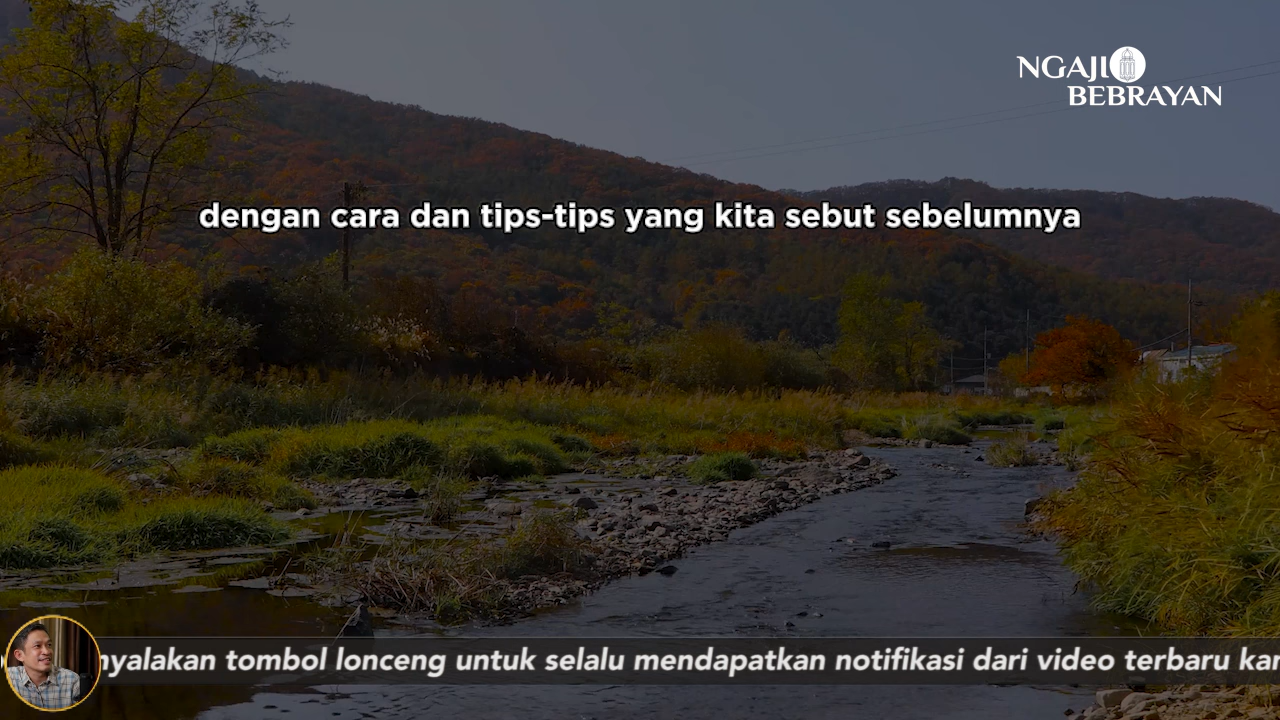 NGAJI
BEBRAYAN
dengan cara dan tips-tips yang kita sebut sebelumnya
nyalakan tombol lonceng untuk selalu mendapatkan notifikasi dari video terbaru kar